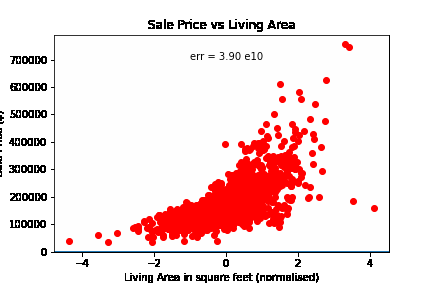 Sale Price vs Living Area
err = 3.90 e10
700000
600000
500000
400000
300000
200000
100000
0
−4 −2 0 2 4
Living Area in square feet (normalised)